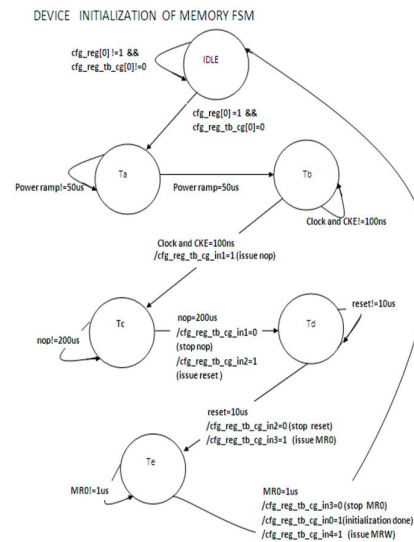 DEVICE INITIALIZATION OF MEMORY FSM
cfg_reg[0] !=1 &&
cfg_reg_tb_cg[0]!=0
IDLE
cfg_reg[0] =1 &&
cfg_reg_tb_cg[0]=0
Ta
Tb
Power ramp!=50us
Power ramp=50us
Clock and CKE!=100ns
Clock and CKE=100ns
/cfg_reg_tb_cg_in1=1 (issue nop)
Tc
nop!=200us
nop=200us
/cfg_reg_tb_cg_in1=0
(stop nop)
/cfg_reg_tb_cg_in2=1
(issue reset )
Td
reset!=10us
reset=10us
/cfg_reg_tb_cg_in2=0 (stop reset)
/cfg_reg_tb_cg_in3=1 (issue MR0)
Te
MR0!=1us
MR0=1us
/cfg_reg_tb_cg_in3=0 (stop MR0)
/cfg_reg_tb_cg_in0=1(initialization done)
/cfg_reg_tb_cg_in4=1 (issue MRW)